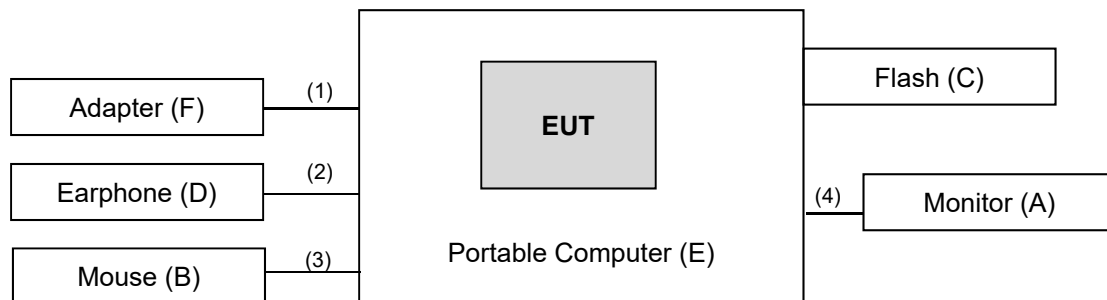 Adapter (F)
(1)
Earphone (D)
(2)
Mouse (B)
(3)
EUT
Portable Computer (E)
Flash (C)
(4)
Monitor (A)